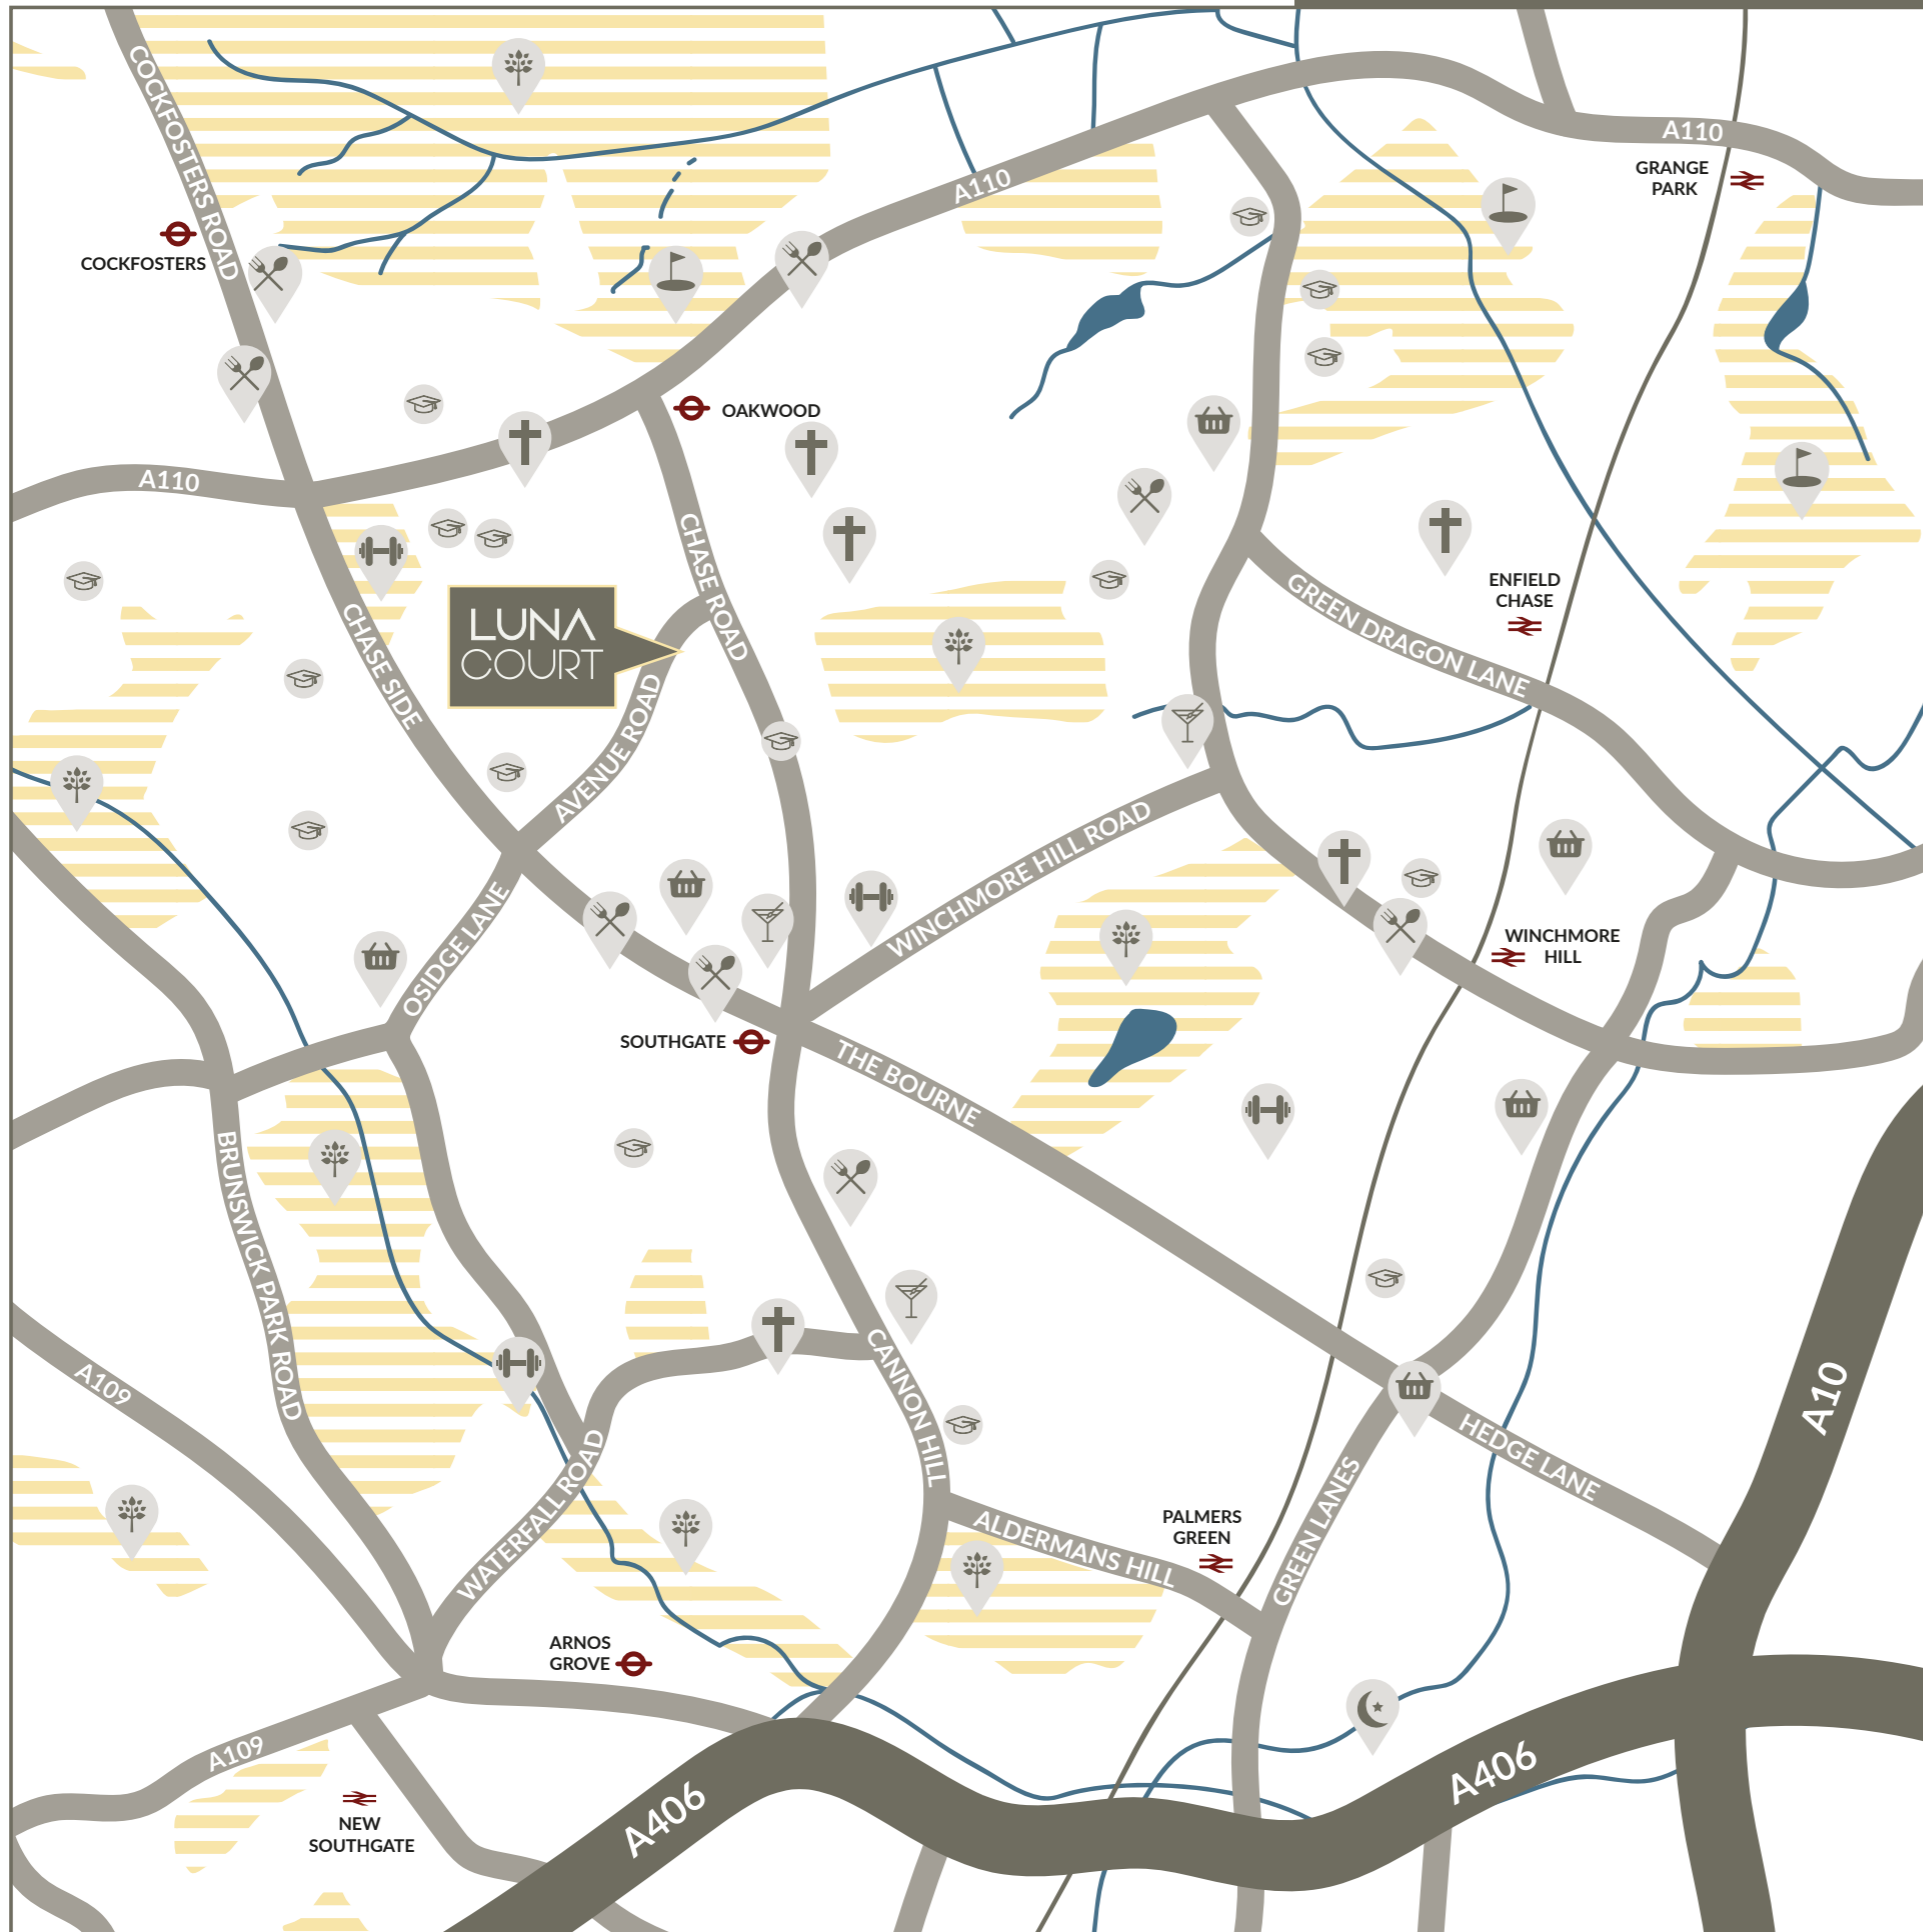 COCKFOSTERS ROAD
A110
GRANGE
PARK
A110
COCKFOSTERS
OAKWOOD
A110
CHASE ROAD
ENFIELD
CHASE
GREEN DRAGON LANE
LUNA
COURT
CHASE SIDE
AVENUE ROAD
WINCHMORE HILL ROAD
OSIDGE LANE
WINCHMORE
HILL
SOUTHGATE
THE BOURNE
BRUNSWICK PARK ROAD
A109
CANNON HILL
A10
HEDGE LANE
WATERFALL ROAD
GREEN LANES
PALMERS
GREEN
ALDERMANS HILL
ARNOS
GROVE
A109
A406
A406
NEW
SOUTHGATE